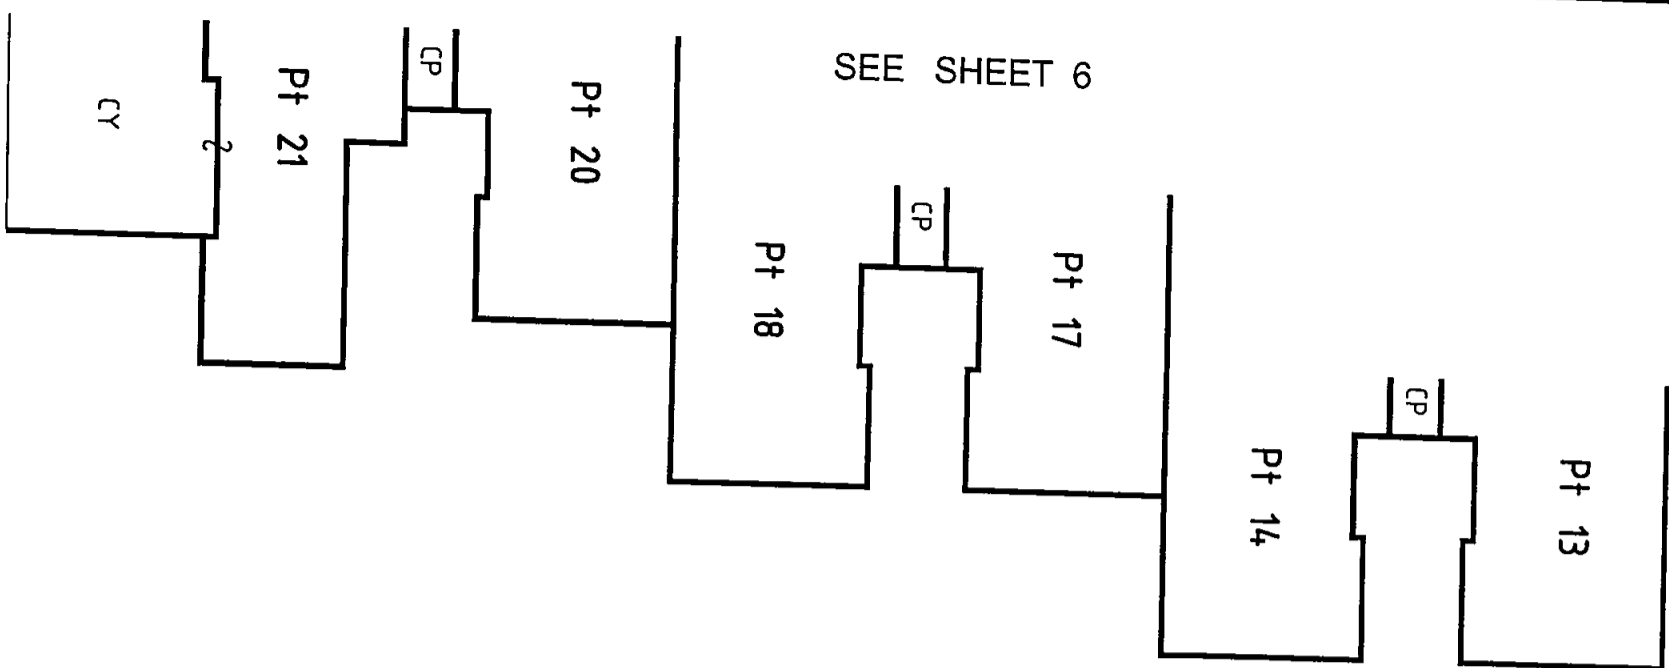 SEE SHEET 6
CY
Pt 21
CP
Pt 20
Pt 18
CP
Pt 17
Pt 14
CP
Pt 13